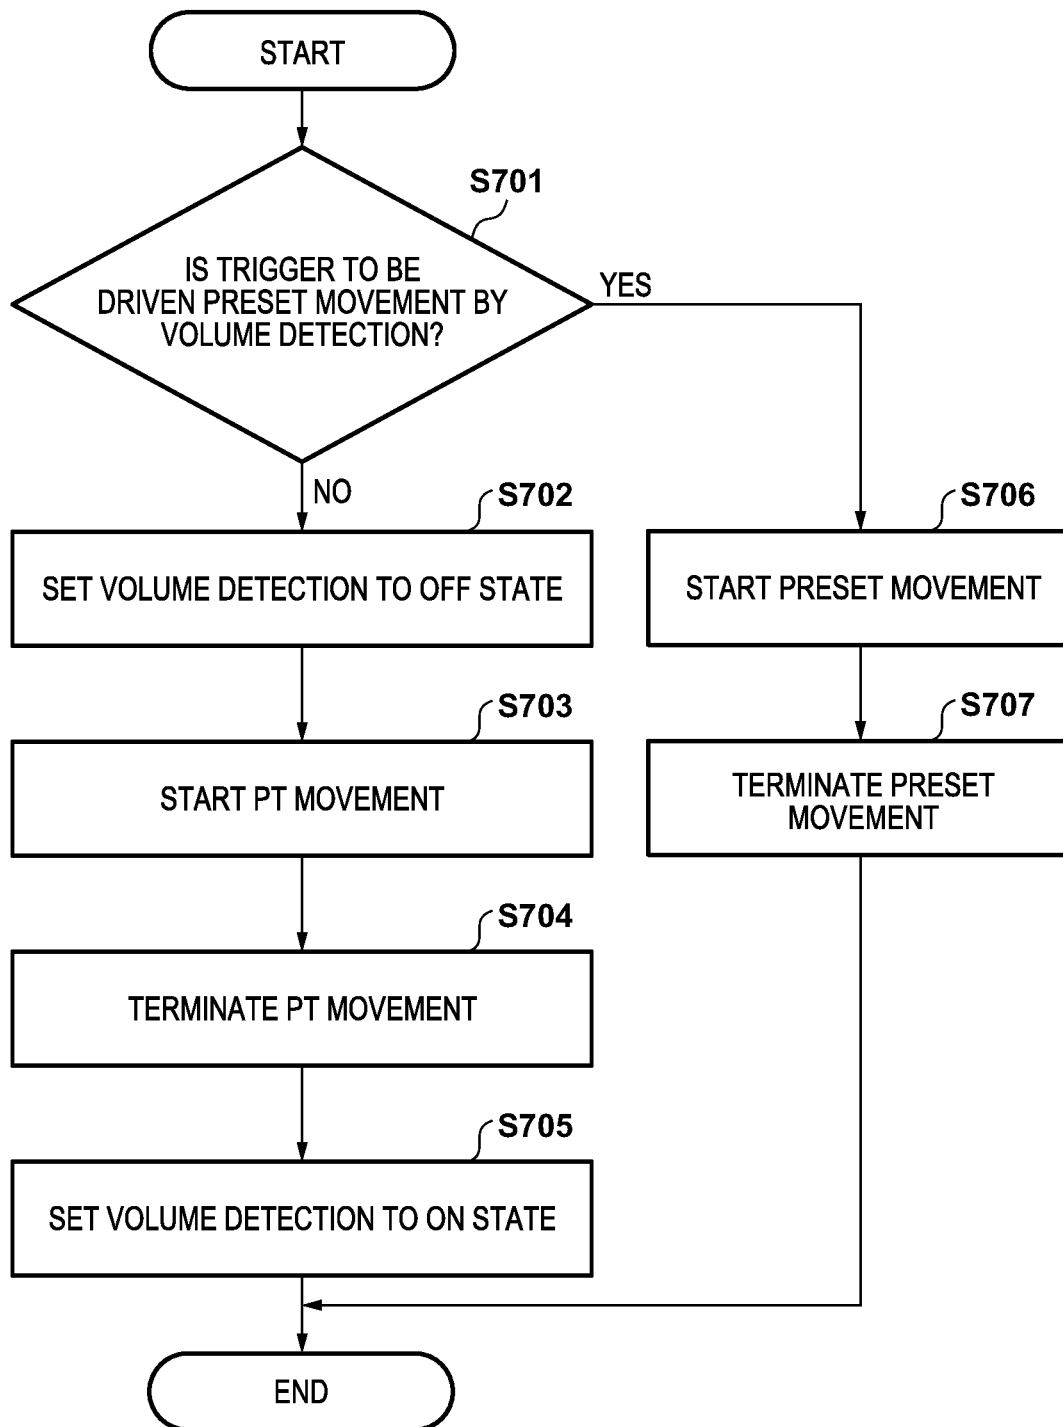 START
S701
IS TRIGGER TO BE
DRIVEN PRESET MOVEMENT BY
VOLUME DETECTION?
YES
NO
S702
SET VOLUME DETECTION TO OFF STATE
S703
START PT MOVEMENT
S704
TERMINATE PT MOVEMENT
S705
SET VOLUME DETECTION TO ON STATE
S706
START PRESET MOVEMENT
S707
TERMINATE PRESET
MOVEMENT
END